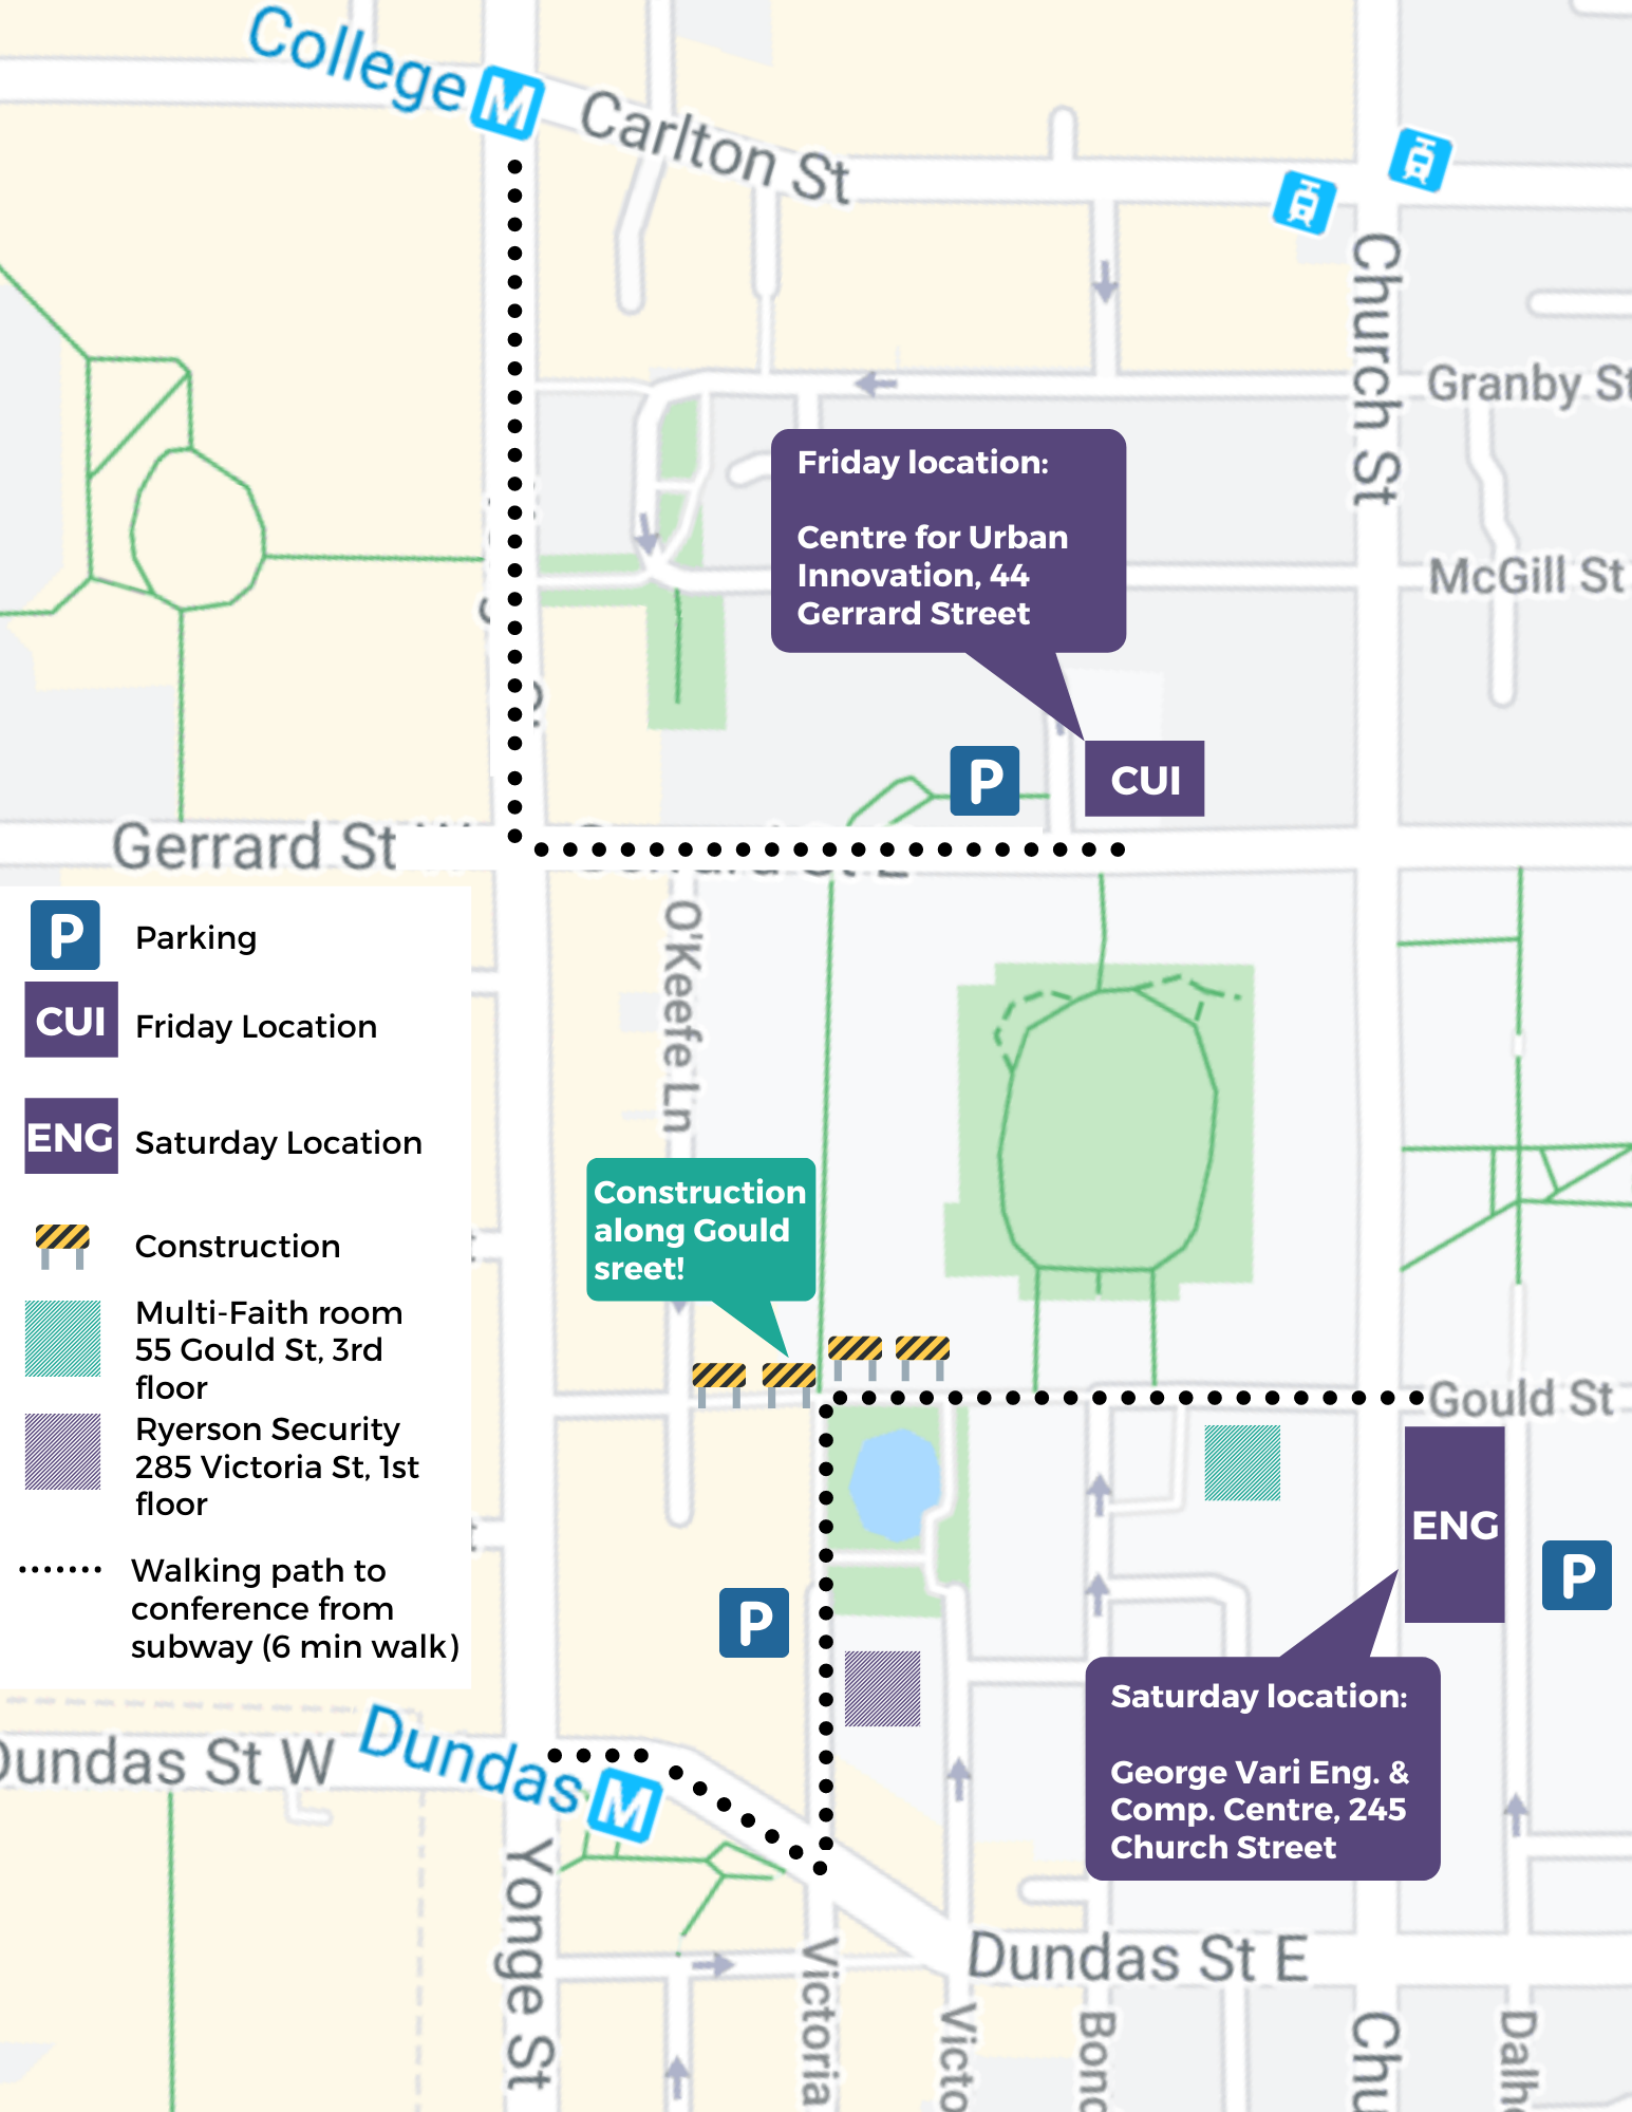 College
M
Carlton St
Church St
Granby St
Friday location:
Centre for Urban
Innovation, 44
Gerrard Street
McGill St
P
CUI
Gerrard St
P
Parking
CUI
Friday Location
ENG
Saturday Location
Construction
Multi-Faith room
55 Gould St, 3rd
floor
Ryerson Security
285 Victoria St, 1st
floor
Walking path to
conference from
subway (6 min walk)
O'Keefe Ln
Construction
along Gould
sreet!
Gould St
ENG
P
P
Saturday location:
George Vari Eng. &
Comp. Centre, 245
Church Street
Dundas St W
Dundas
M
Yonge St
Dundas St E
Victoria
Victo
Bond
Chu
Dalh